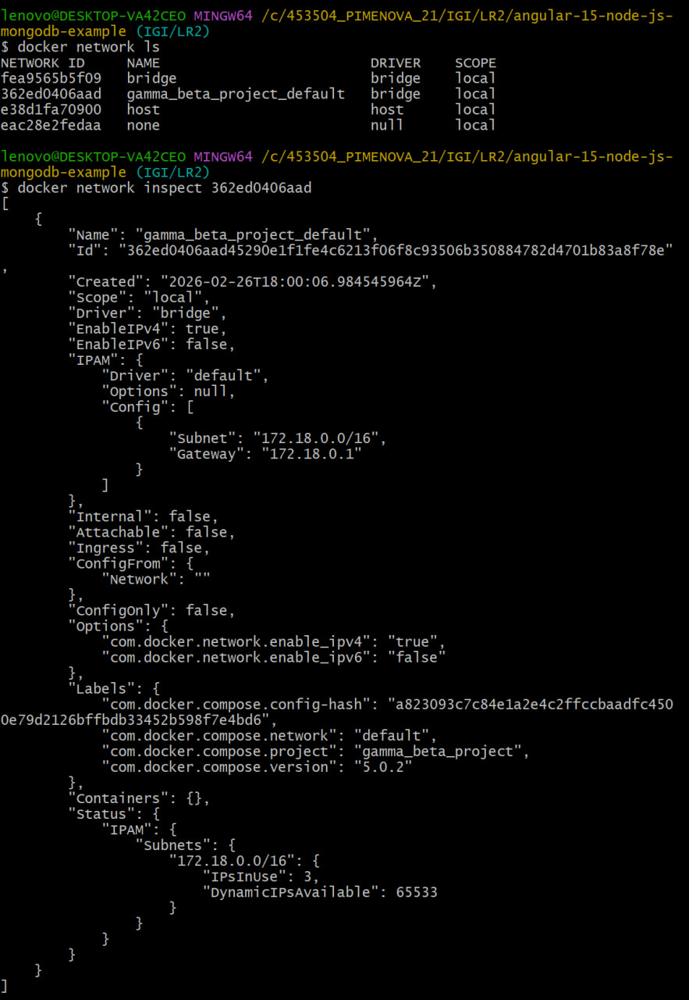 lenovo@DESKTOP-VA42CEO MINGW64 /c/453504_PIMENOVA_21/IGI/LR2/angular-15-node-js-
mongodb-example (IGI/LR2)
$ docker network ls
NETWORK ID     NAME                         DRIVER    SCOPE
fea9565b5f09   bridge                       bridge    local
362ed0406aad   gamma_beta_project_default   bridge    local
e38d1fa70900   host                         host      local
eac28e2fedaa   none                         null      local

lenovo@DESKTOP-VA42CEO MINGW64 /c/453504_PIMENOVA_21/IGI/LR2/angular-15-node-js-
mongodb-example (IGI/LR2)
$ docker network inspect 362ed0406aad
[
    {
        "Name": "gamma_beta_project_default",
        "Id": "362ed0406aad45290e1f1fe4c6213f06f8c93506b350884782d4701b83a8f78e"
,
        "Created": "2026-02-26T18:00:06.984545964Z",
        "Scope": "local",
        "Driver": "bridge",
        "EnableIPv4": true,
        "EnableIPv6": false,
        "IPAM": {
            "Driver": "default",
            "Options": null,
            "Config": [
                {
                    "Subnet": "172.18.0.0/16",
                    "Gateway": "172.18.0.1"
                }
            ]
        },
        "Internal": false,
        "Attachable": false,
        "Ingress": false,
        "ConfigFrom": {
            "Network": ""
        },
        "ConfigOnly": false,
        "Options": {
            "com.docker.network.enable_ipv4": "true",
            "com.docker.network.enable_ipv6": "false"
        },
        "Labels": {
            "com.docker.compose.config-hash": "a823093c7c84e1a2e4c2ffccbaadfc450
0e79d2126bffbdb33452b598f7e4bd6",
            "com.docker.compose.network": "default",
            "com.docker.compose.project": "gamma_beta_project",
            "com.docker.compose.version": "5.0.2"
        },
        "Containers": {},
        "Status": {
            "IPAM": {
                "Subnets": {
                    "172.18.0.0/16": {
                        "IPsInUse": 3,
                        "DynamicIPsAvailable": 65533
                    }
                }
            }
        }
    }
]